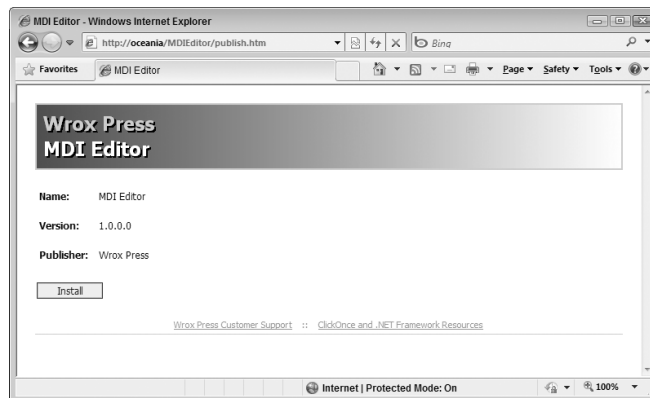 MDI Editor - Windows Internet Explorer
http://oceania/MDIEditor/publish.htm
Bing
Favorites
MDI Editor
Page
Safety
Tools
Wrox Press
MDI Editor
Name: MDI Editor
Version: 1.0.0.0
Publisher: Wrox Press
Install
Wrox Press Customer Support :: ClickOnce and .NET Framework Resources
Internet | Protected Mode: On
100%